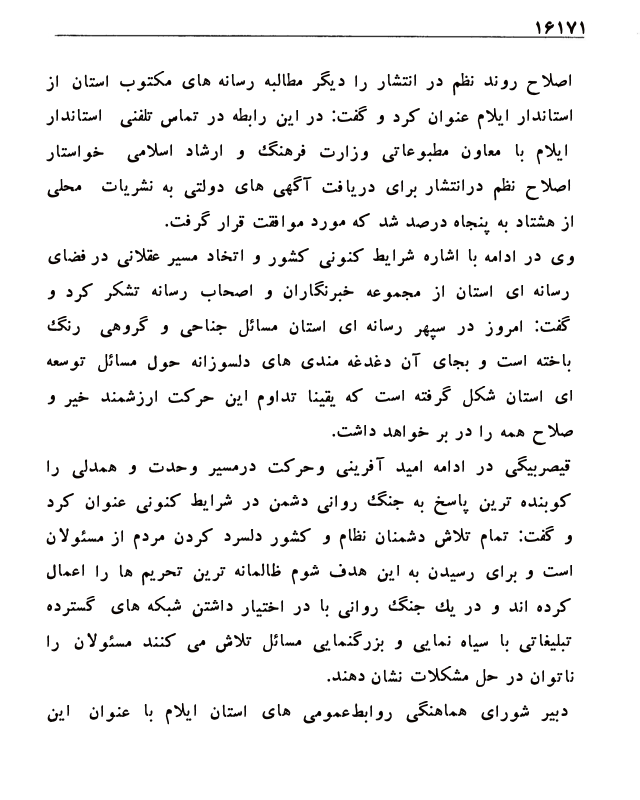 ۱۶۱۷۱
اصلاح روند نظم در انتشار را دیگر مطالبه رسانه های مکتوب استان از
استاندار ایلام عنوان کرد و گفت: در این رابطه در تماس تلفنی استاندار
ایلام با معاون مطبوعاتی وزارت فرهنگ و ارشاد اسلامی خواستار
اصلاح نظم درانتشار برای دریافت آگهی های دولتی به نشریات محلی
از هشتاد به پنجاه درصد شد که مورد موافقت قرار گرفت.
وی در ادامه با اشاره شرایط کنونی کشور و اتخاد مسیر عقلانی در فضای
رسانه ای استان از مجموعه خبرنگاران و اصحاب رسانه تشکر کرد و
گفت: امروز در سپهر رسانه ای استان مسائل جناحی و گروهی رنگ
باخته است و بجای آن دغدغه مندی های دلسوزانه حول مسائل توسعه
ای استان شکل گرفته است که یقینا تداوم این حرکت ارزشمند خیر و
صلاح همه را در بر خواهد داشت.
قیصربیگی در ادامه امید آفرینی وحرکت درمسیر وحدت و همدلی را
کوبنده ترین پاسخ به جنگ روانی دشمن در شرایط کنونی عنوان کرد
و گفت: تمام تلاش دشمنان نظام و کشور دلسرد کردن مردم از مسئولان
است و برای رسیدن به این هدف شوم ظالمانه ترین تحریم ها را اعمال
کرده اند و در یك جنگ روانی با در اختیار داشتن شبکه های گسترده
تبلیغاتی با سیاه نمایی و بزرگنمایی مسائل تلاش می کنند مسئولان را
ناتوان در حل مشکلات نشان دهند.
دبیر شورای هماهنگی روابط‌عمومی های استان ایلام با عنوان این